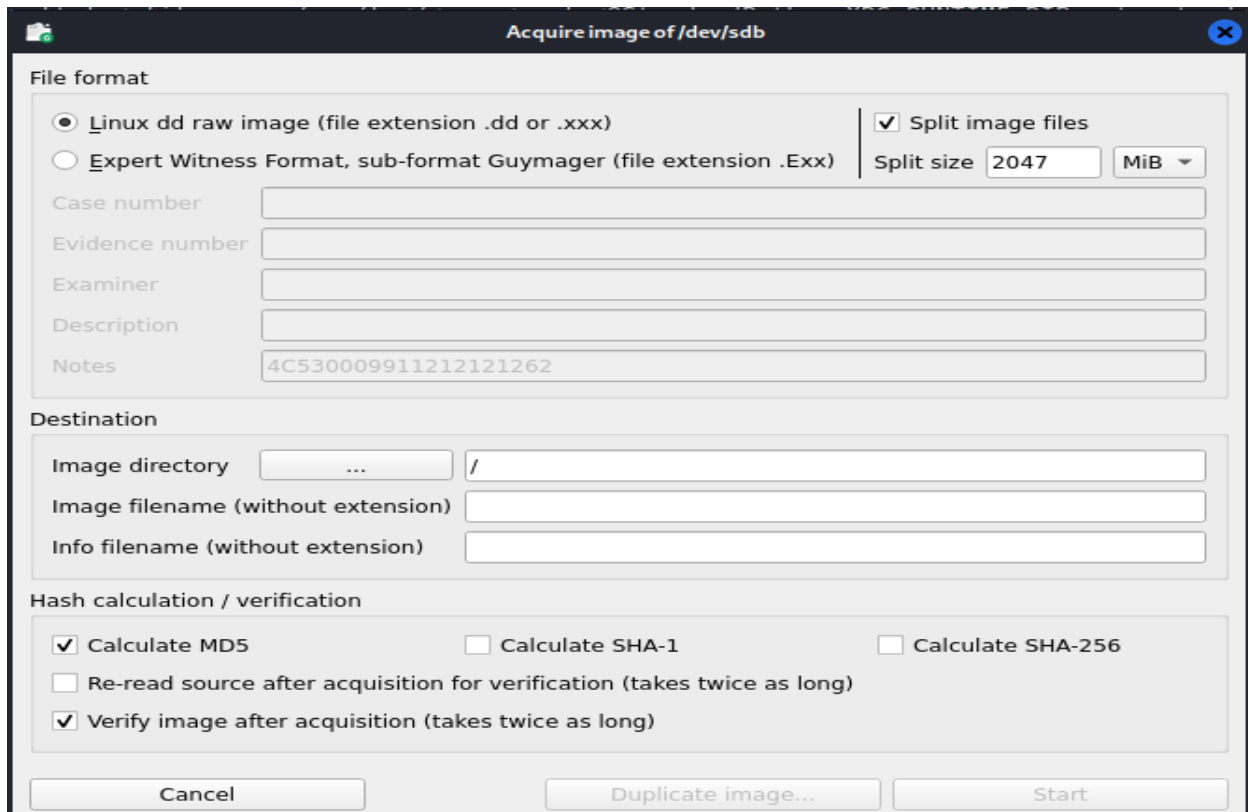 Acquire image of /dev/sdb
File format
Linux dd raw image (file extension .dd or .xxx)
Split image files
Expert Witness Format, sub-format Guymager (file extension .Exx)
Split size 2047 MiB
Case number
Evidence number
Examiner
Description
Notes 4C530009911212121262
Destination
Image directory ... /
Image filename (without extension)
Info filename (without extension)
Hash calculation / verification
Calculate MD5 Calculate SHA-1 Calculate SHA-256
Re-read source after acquisition for verification (takes twice as long)
Verify image after acquisition (takes twice as long)
Cancel Duplicate image... Start